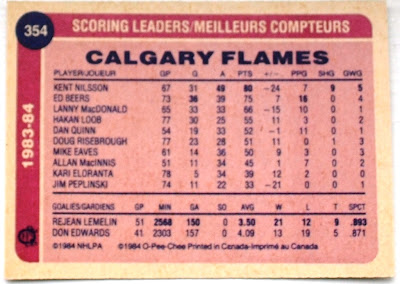 354 SCORING LEADERS/MEILLEURS COMPTEURS
CALGARY FLAMES
1983-84
PLAYER/JOUEUR GP G A PTS +/- PPG SHG GWG
KENT NILSSON 67 31 49 80 -24 7 9 5
ED BEERS 73 36 39 75 - 7 16 0 4
LANNY MacDONALD 65 33 33 66 -15 10 0 1
HAKAN LOOB 77 30 25 55 11 3 0 2
DAN QUINN 54 19 33 52 - 1 11 0 1
DOUG RISEBROUGH 77 23 28 51 11 0 1 3
MIKE EAVES 61 14 36 50 9 3 0 3
ALLAN MacINNIS 51 11 34 45 1 7 0 2
KARI ELORANTA 78 5 34 39 3 1 0 2
JIM PEPLINSKI 74 11 22 33 -21 0 0 1
GOALIES/GARDIENS GP MIN GA SO AVG W L T SPCT
REJEAN LEMELIN 51 2568 150 0 3.50 21 12 9 .893
DON EDWARDS 41 2303 157 0 4.09 13 19 5 .871
©1984 NHLPA ©1984 O-Pee-Chee Printed in Canada-Imprimé au Canada